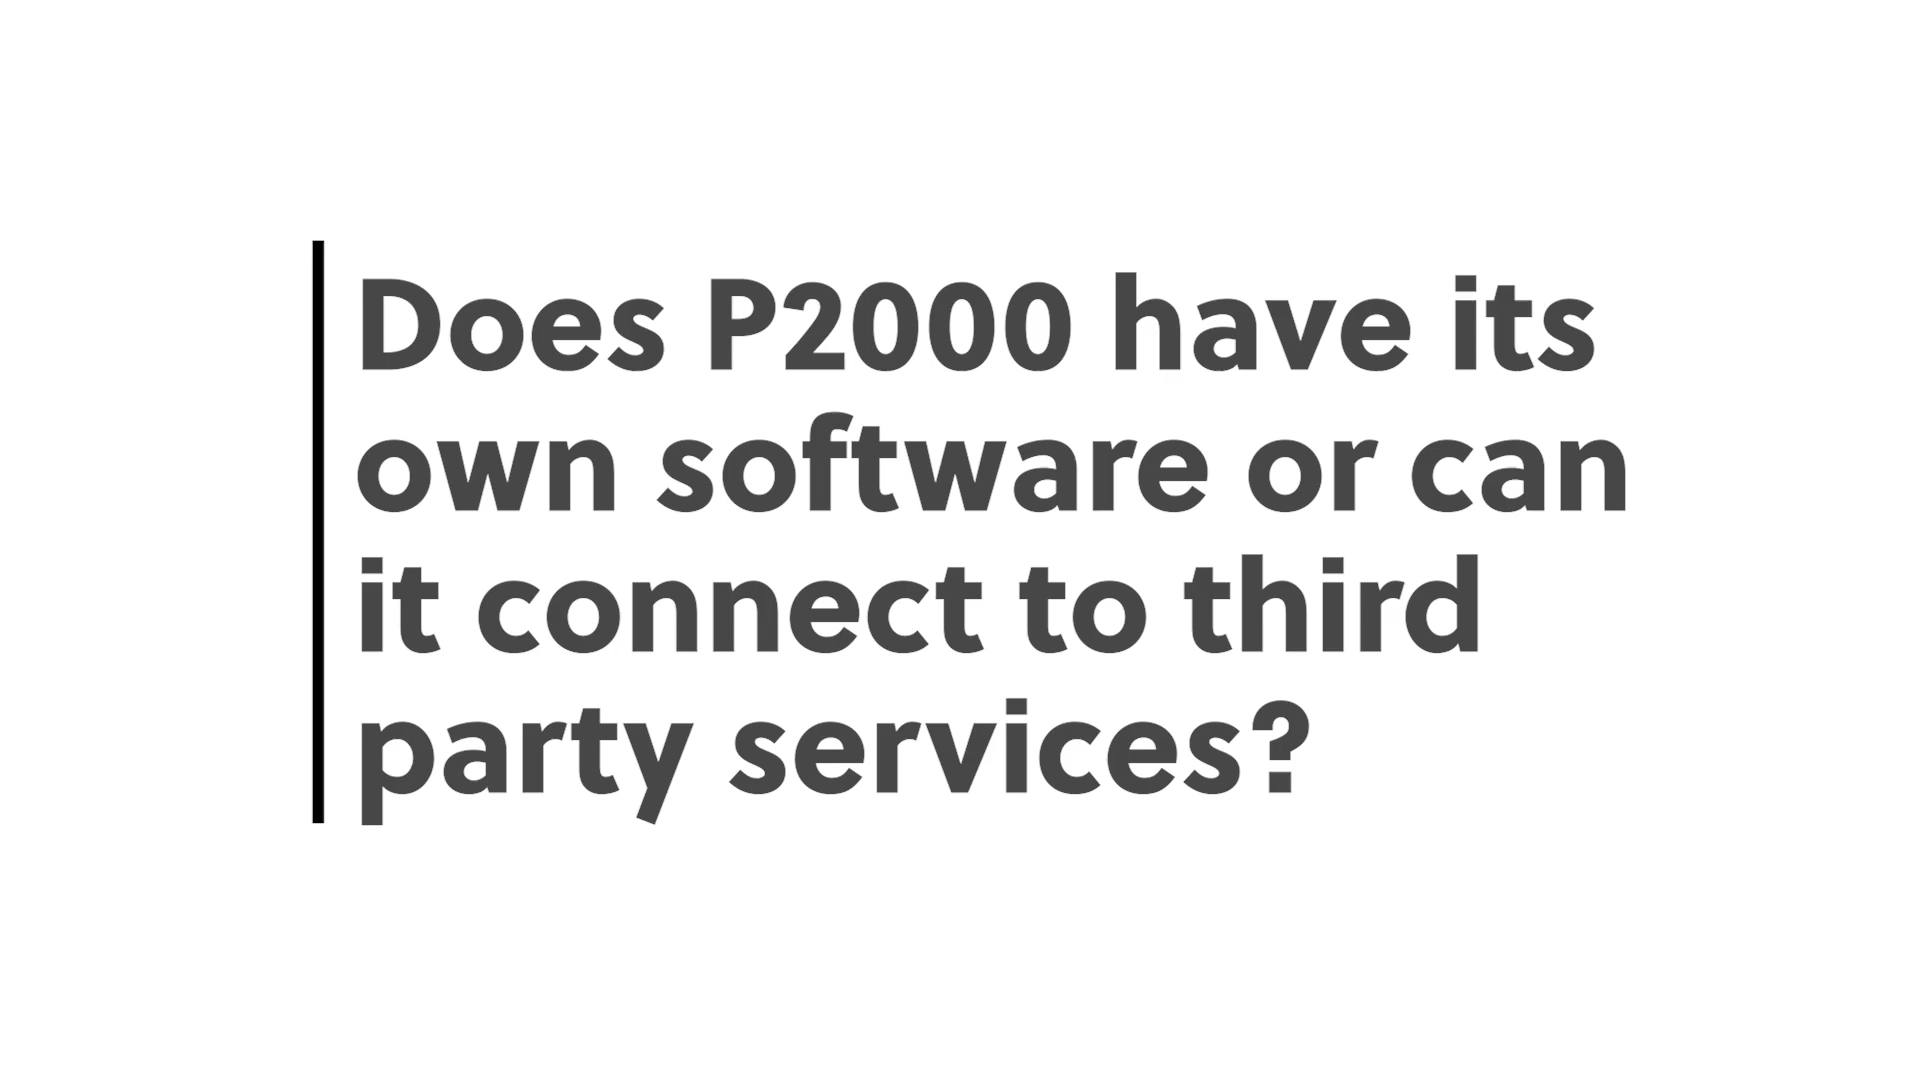 Does P2000 have its
own software or can
it connect to third
party services?